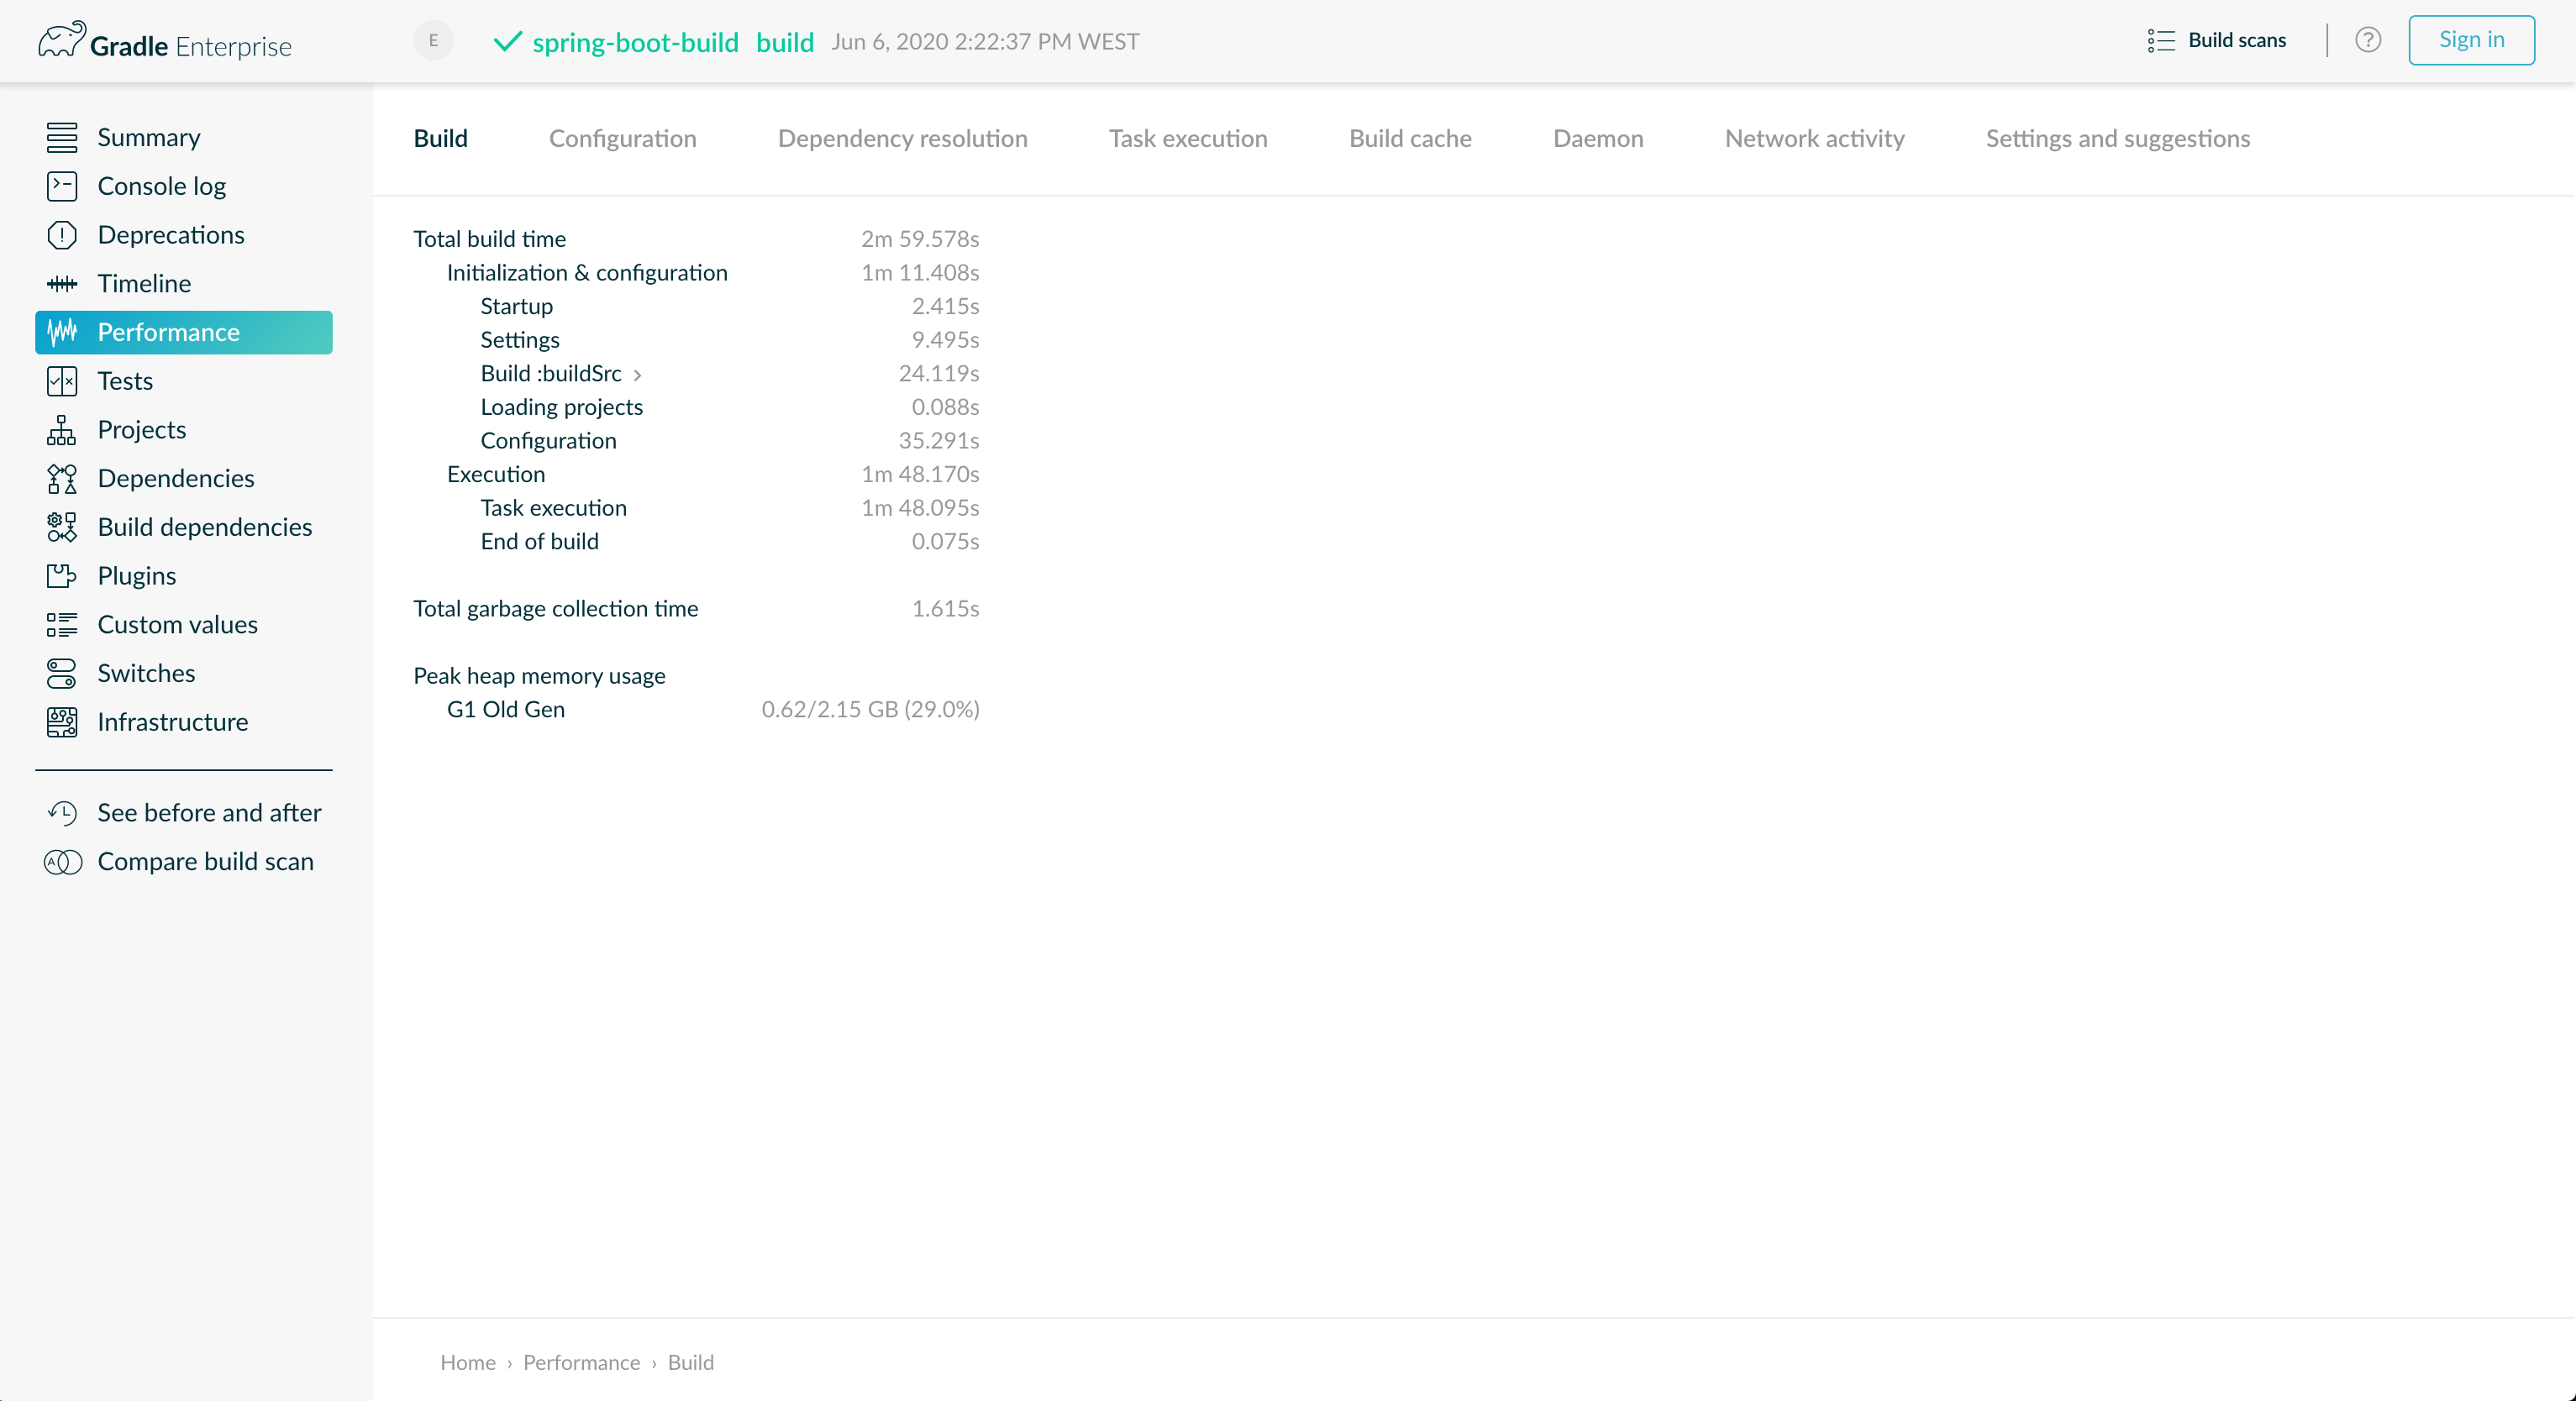 Gradle Enterprise
E spring-boot-build build Jun 6, 2020 2:22:37 PM WEST
Build scans ? Sign in
Summary
Console log
Deprecations
Timeline
Performance
Tests
Projects
Dependencies
Build dependencies
Plugins
Custom values
Switches
Infrastructure
See before and after
A Compare build scan
Build Configuration Dependency resolution Task execution Build cache Daemon Network activity Settings and suggestions
Total build time 2m 59.578s
Initialization & configuration 1m 11.408s
Startup 2.415s
Settings 9.495s
Build :buildSrc › 24.119s
Loading projects 0.088s
Configuration 35.291s
Execution 1m 48.170s
Task execution 1m 48.095s
End of build 0.075s
Total garbage collection time 1.615s
Peak heap memory usage
G1 Old Gen 0.62/2.15 GB (29.0%)
Home › Performance › Build